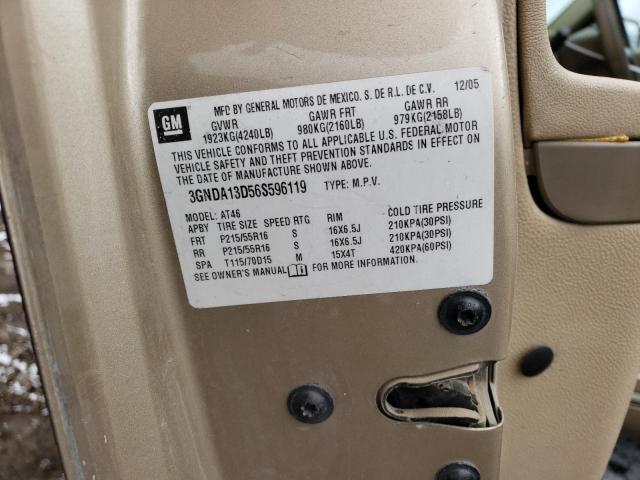 GM
MFD BY GENERAL MOTORS DE MEXICO. S. DE R.L. DE C.V. 12/05
GVWR GAWR FRT GAWR RR
1923KG(4240LB) 980KG(2160LB) 979KG(2158LB)
THIS VEHICLE CONFORMS TO ALL APPLICABLE U.S. FEDERAL MOTOR
VEHICLE SAFETY AND THEFT PREVENTION STANDARDS IN EFFECT ON
THE DATE OF MANUFACTURE SHOWN ABOVE.
3GNDA13D56S596119 TYPE: M.P.V.
MODEL: AT46
APBY TIRE SIZE SPEED RTG RIM COLD TIRE PRESSURE
FRT P215/55R16 S 16X6.5J 210KPA(30PSI)
RR P215/55R16 S 16X6.5J 210KPA(30PSI)
SPA T115/70D15 M 15X4T 420KPA(60PSI)
SEE OWNER'S MANUAL FOR MORE INFORMATION.